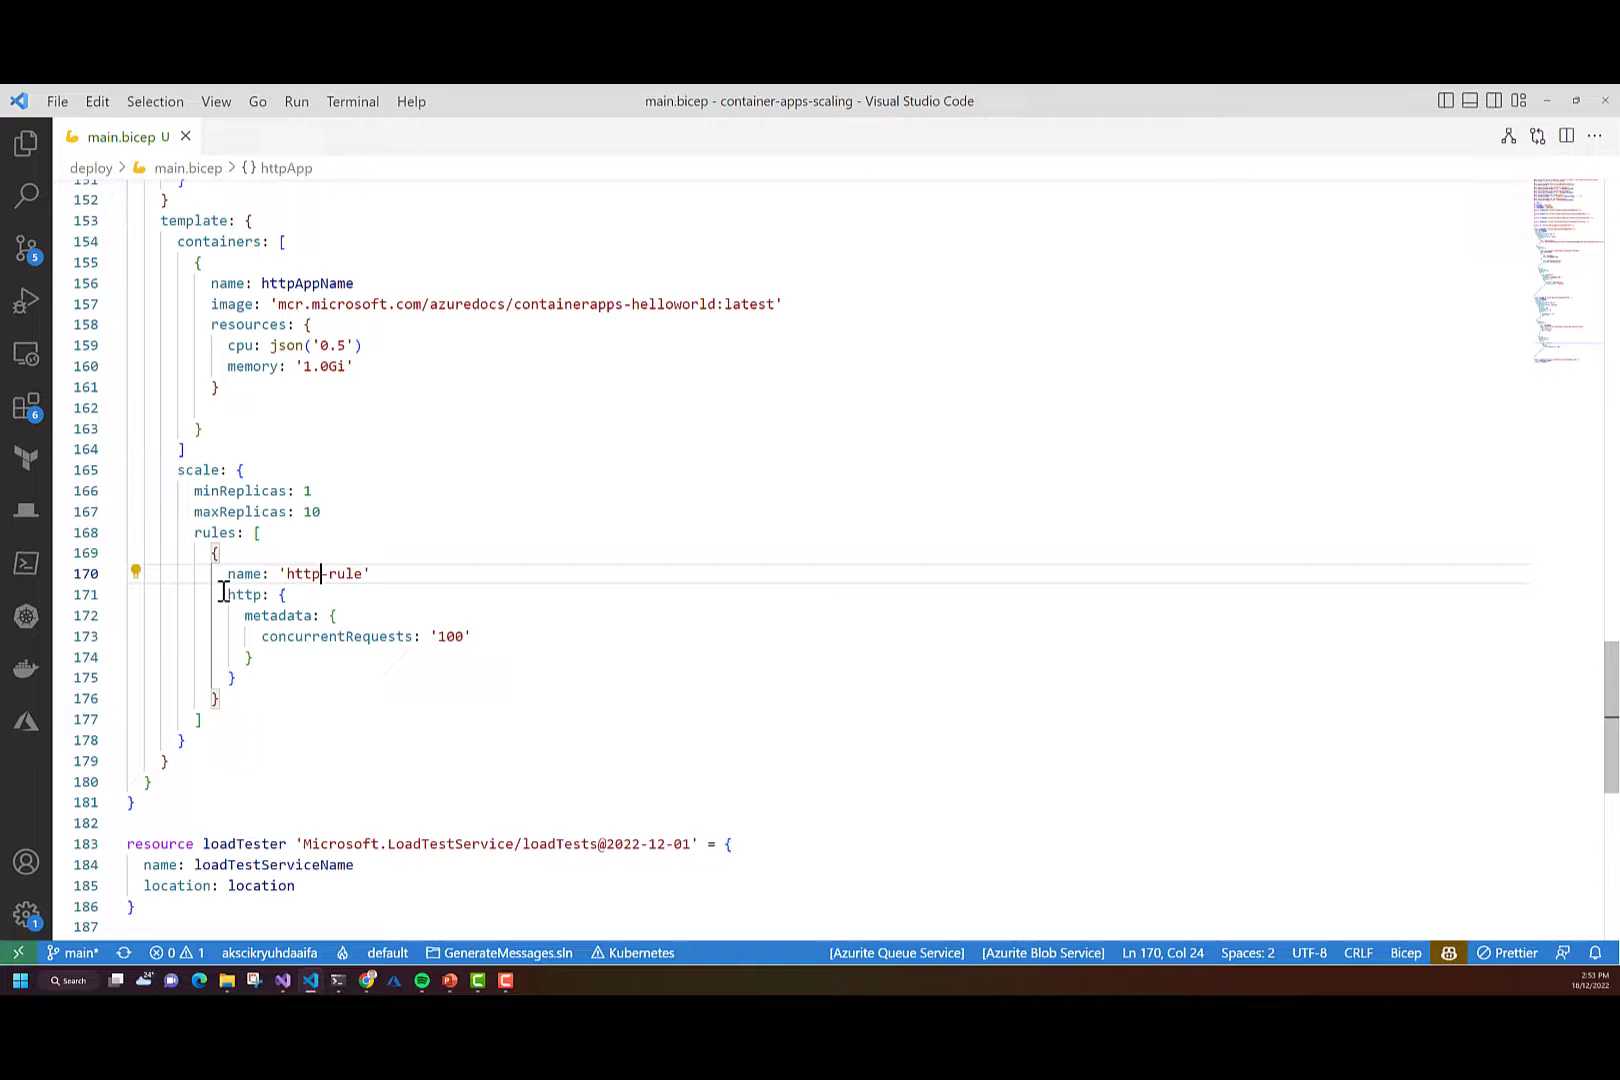 File Edit Selection View Go Run Terminal Help
main.bicep - container-apps-scaling - Visual Studio Code
main.bicep U
deploy > main.bicep > {} httpApp
151 }
152 }
153 template: {
154 containers: [
155 {
156 name: httpAppName
157 image: 'mcr.microsoft.com/azuredocs/containerapps-helloworld:latest'
158 resources: {
159 cpu: json('0.5')
160 memory: '1.0Gi'
161 }
162
163 }
164 ]
165 scale: {
166 minReplicas: 1
167 maxReplicas: 10
168 rules: [
169 {
170 name: 'http-rule'
171 http: {
172 metadata: {
173 concurrentRequests: '100'
174 }
175 }
176 }
177 ]
178 }
179 }
180 }
181 }
182
183 resource loadTester 'Microsoft.LoadTestService/loadTests@2022-12-01' = {
184 name: loadTestServiceName
185 location: location
186 }
187
5
6
1
main* 0 1 akscikryuhdaaifa default GenerateMessages.sln Kubernetes [Azurite Queue Service] [Azurite Blob Service] Ln 170, Col 24 Spaces: 2 UTF-8 CRLF Bicep Prettier
Search 24° 2:53 PM
18/12/2022